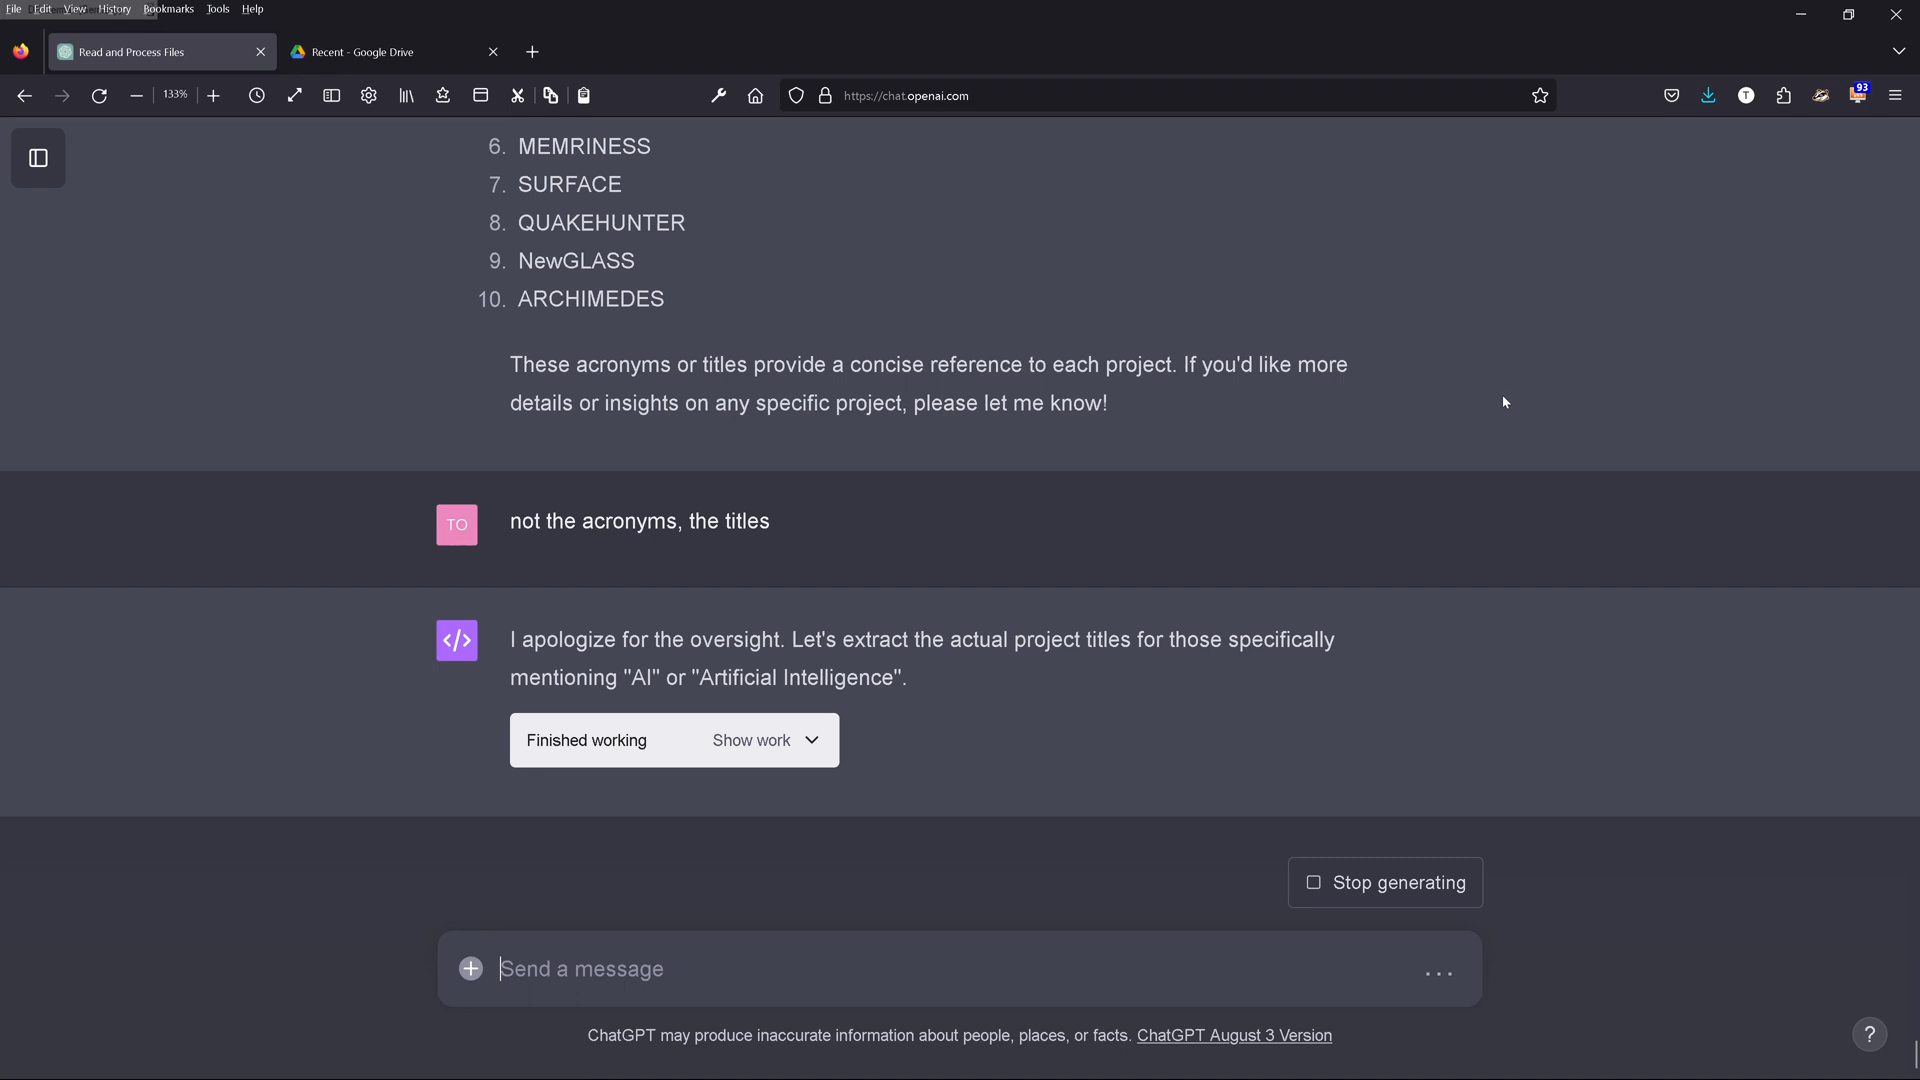 File Edit View History Bookmarks Tools Help
Read and Process Files
Recent - Google Drive
133%
https://chat.openai.com
T
93
6. MEMRINESS
7. SURFACE
8. QUAKEHUNTER
9. NewGLASS
10. ARCHIMEDES
These acronyms or titles provide a concise reference to each project. If you'd like more
details or insights on any specific project, please let me know!
TO
not the acronyms, the titles
</>
I apologize for the oversight. Let's extract the actual project titles for those specifically
mentioning "AI" or "Artificial Intelligence".
Finished working Show work
Stop generating
Send a message
...
ChatGPT may produce inaccurate information about people, places, or facts. ChatGPT August 3 Version
?